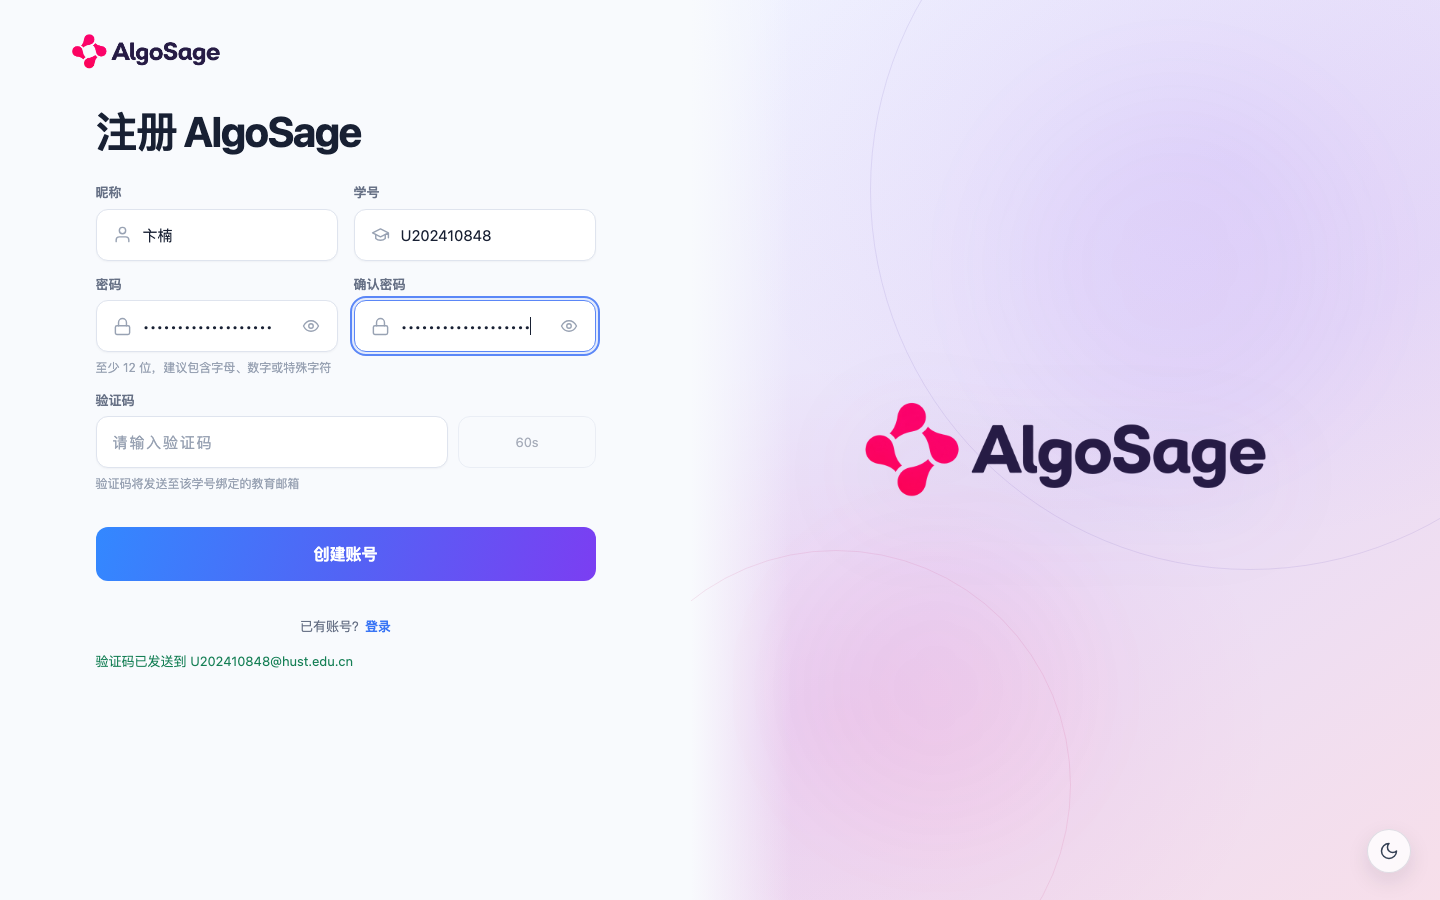 AlgoSage
注册 AlgoSage
昵称 学号
卞楠 U202410848
密码 确认密码
••••••••••••••••••• •••••••••••••••••••
至少 12 位，建议包含字母、数字或特殊字符
验证码
请输入验证码 60s
验证码将发送至该学号绑定的教育邮箱
创建账号
已有账号？登录
验证码已发送到 U202410848@hust.edu.cn
AlgoSage